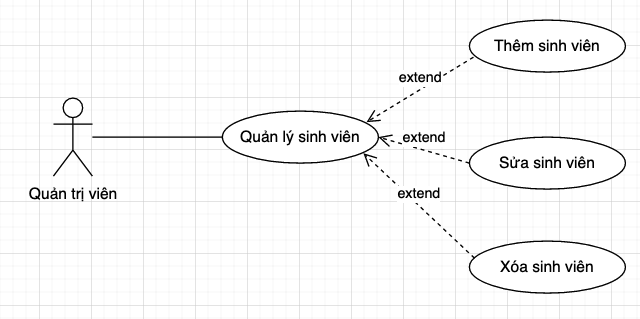 Thêm sinh viên
extend
Quản lý sinh viên
extend
Sửa sinh viên
Quản trị viên
extend
Xóa sinh viên